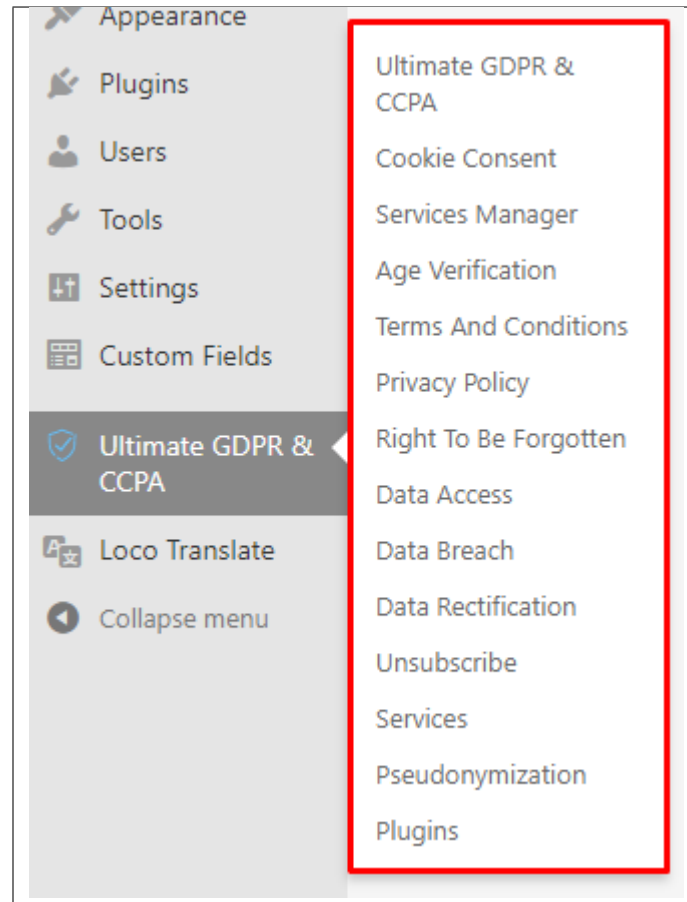 Appearance
Plugins
Users
Tools
Settings
Custom Fields
Ultimate GDPR &
CCPA
Loco Translate
Collapse menu
Ultimate GDPR &
CCPA
Cookie Consent
Services Manager
Age Verification
Terms And Conditions
Privacy Policy
Right To Be Forgotten
Data Access
Data Breach
Data Rectification
Unsubscribe
Services
Pseudonymization
Plugins